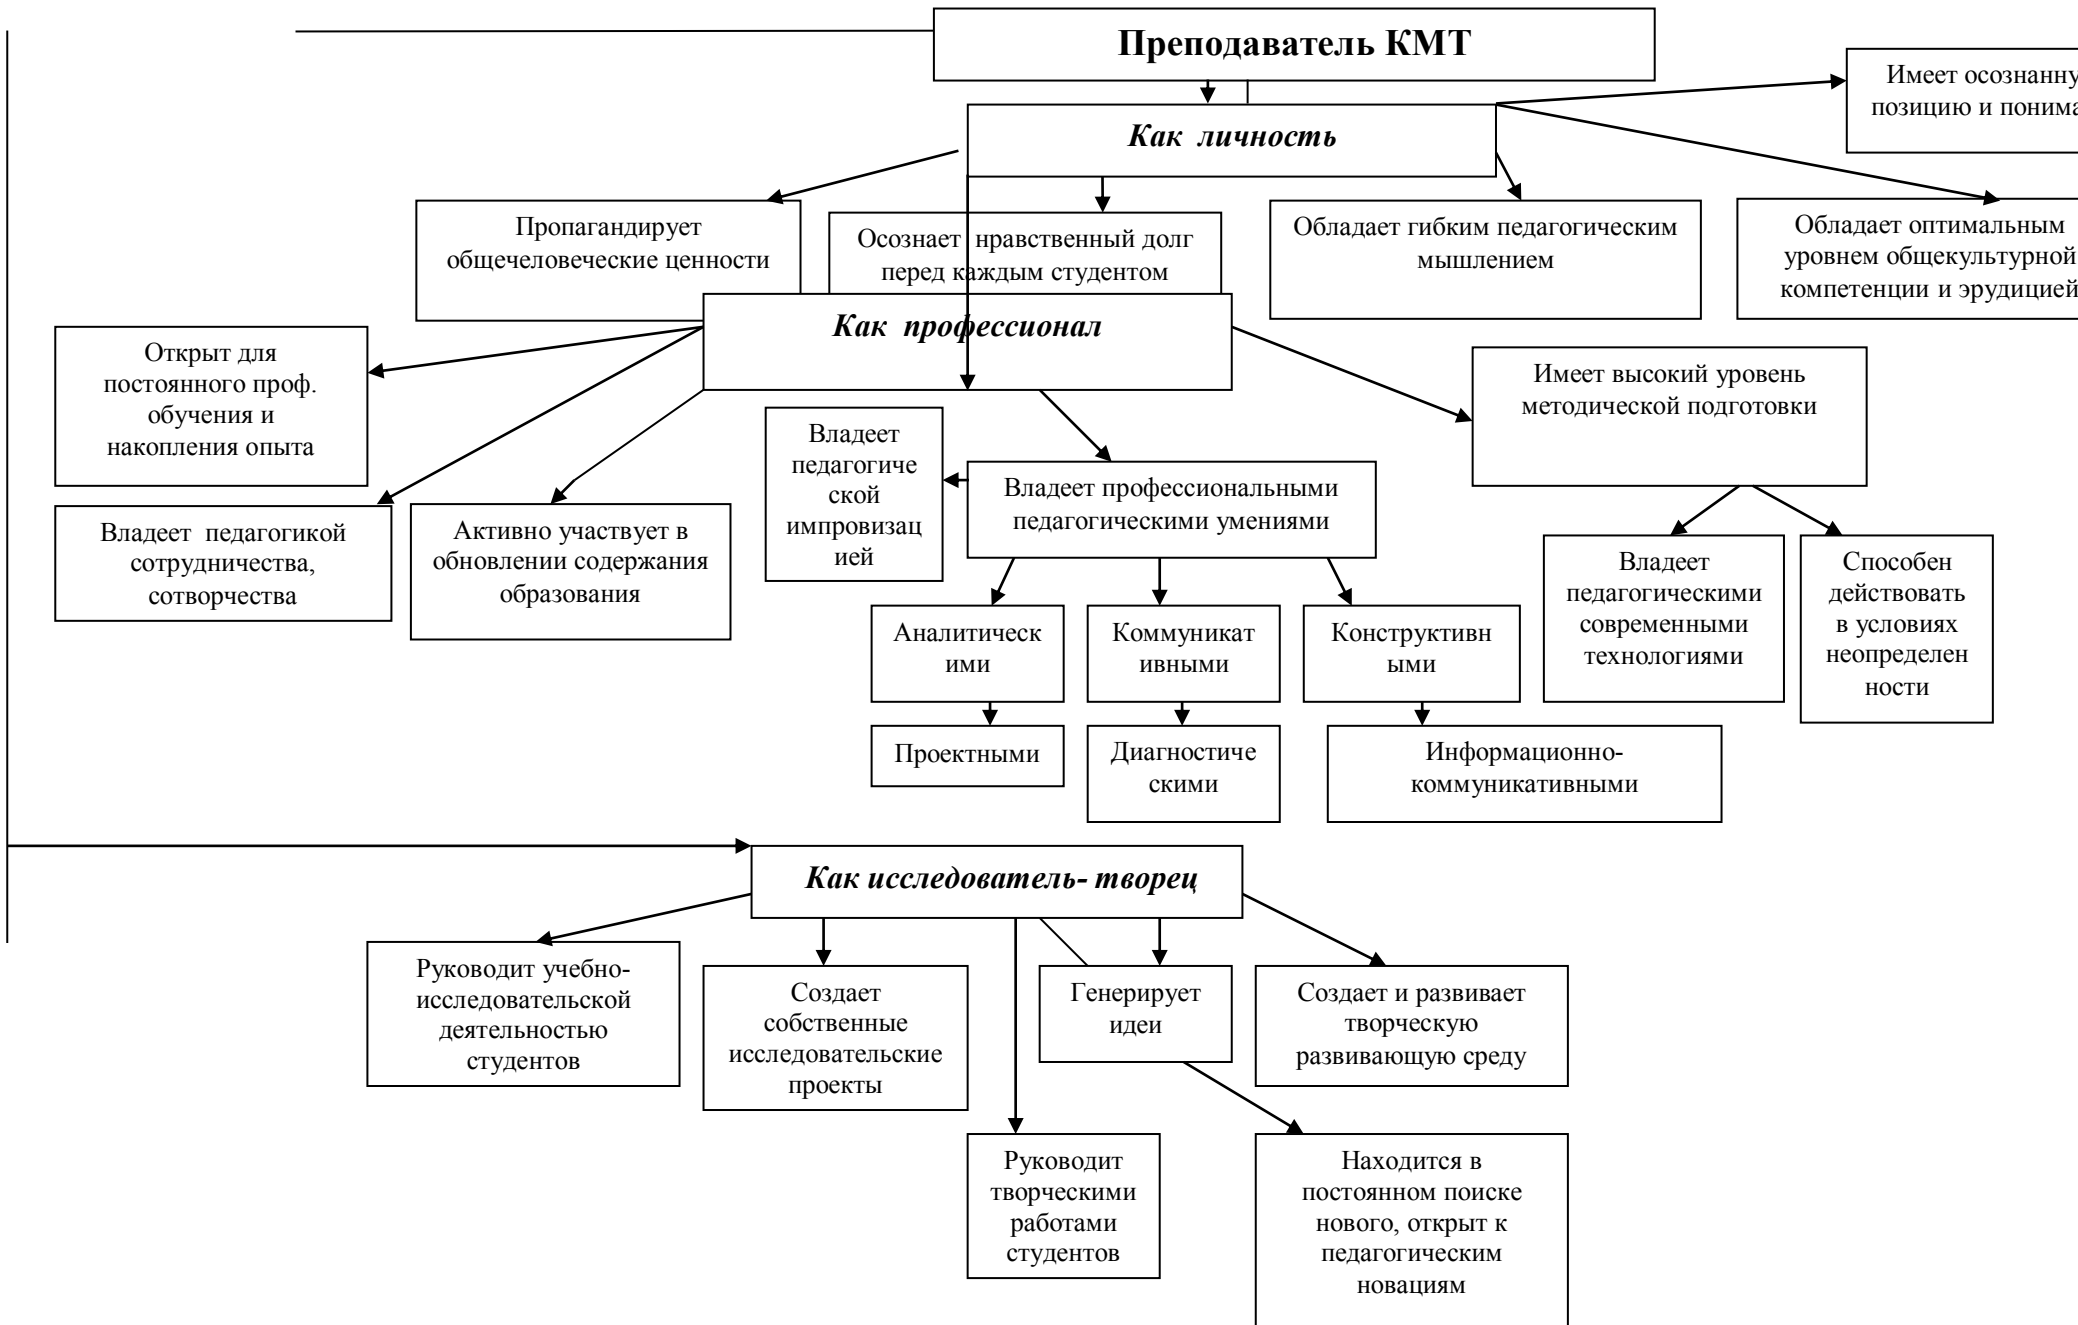 Преподаватель КМТ
Имеет осознанну
позицию и понима
Как личность
Пропагандирует
общечеловеческие ценности
Осознает нравственный долг
перед каждым студентом
Обладает гибким педагогическим
мышлением
Обладает оптимальным
уровнем общекультурной
компетенции и эрудицией
Как профессионал
Открыт для
постоянного проф.
обучения и
накопления опыта
Имеет высокий уровень
методической подготовки
Владеет
педагогиче
ской
импровизац
ией
Владеет профессиональными
педагогическими умениями
Владеет педагогикой
сотрудничества,
сотворчества
Активно участвует в
обновлении содержания
образования
Владеет
педагогическими
современными
технологиями
Способен
действовать
в условиях
неопределен
ности
Аналитическ
ими
Коммуникат
ивными
Конструктивн
ыми
Проектными
Диагностиче
скими
Информационно-
коммуникативными
Как исследователь- творец
Руководит учебно-
исследовательской
деятельностью
студентов
Создает
собственные
исследовательские
проекты
Генерирует
идеи
Создает и развивает
творческую
развивающую среду
Руководит
творческими
работами
студентов
Находится в
постоянном поиске
нового, открыт к
педагогическим
новациям